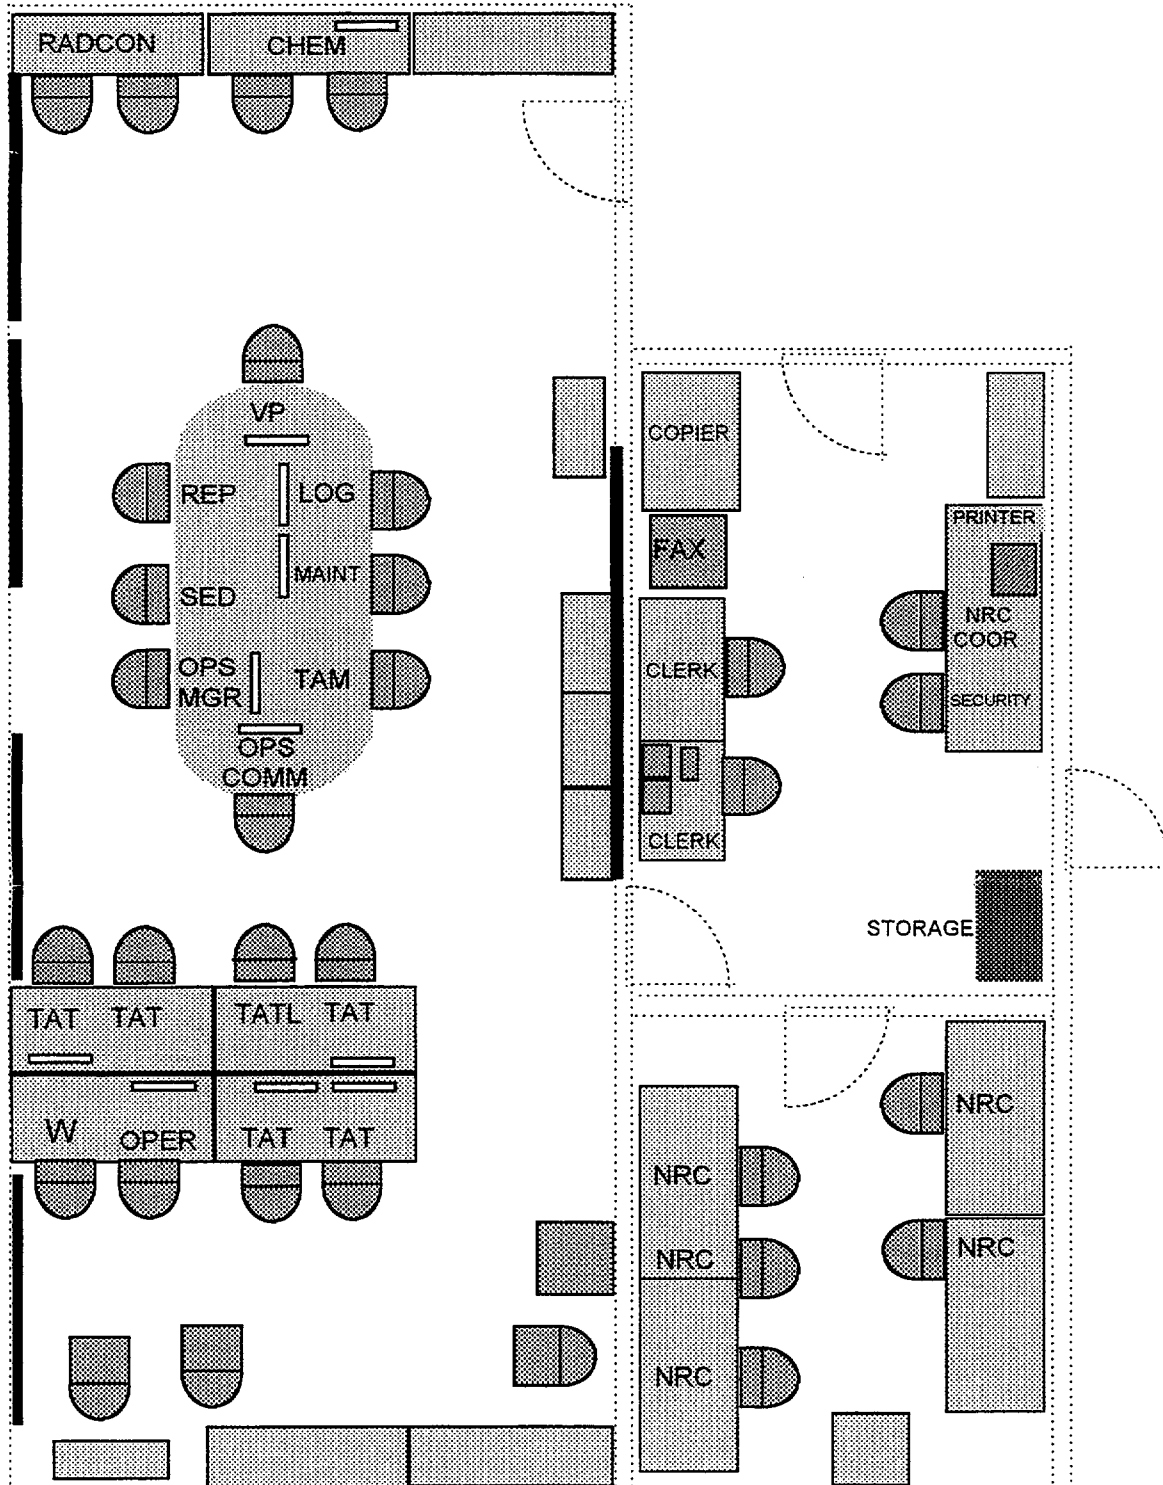 RADCON
CHEM
VP
REP
LOG
SED
MAINT
OPS
MGR
TAM
OPS
COMM
COPIER
FAX
PRINTER
NRC
COOR
CLERK
SECURITY
CLERK
STORAGE
TAT
TAT
TATL
TAT
W
OPER
TAT
TAT
NRC
NRC
NRC
NRC
NRC